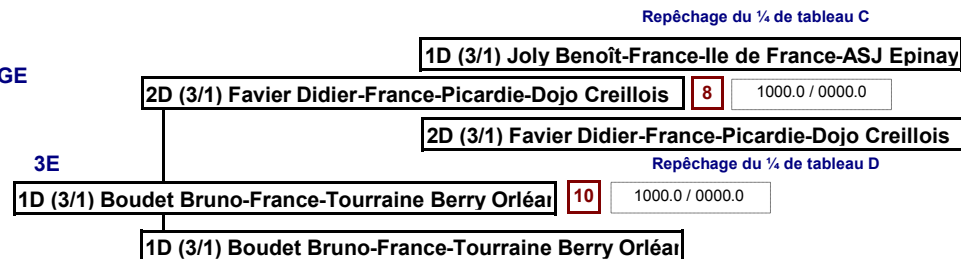 Repêchage du ¼ de tableau C
1D (3/1) Joly Benoît-France-Ile de France-ASJ Epinay
GE
2D (3/1) Favier Didier-France-Picardie-Dojo Creillois 8 1000.0 / 0000.0
2D (3/1) Favier Didier-France-Picardie-Dojo Creillois
3E Repêchage du ¼ de tableau D
1D (3/1) Boudet Bruno-France-Tourraine Berry Orléan 10 1000.0 / 0000.0
1D (3/1) Boudet Bruno-France-Tourraine Berry Orléan